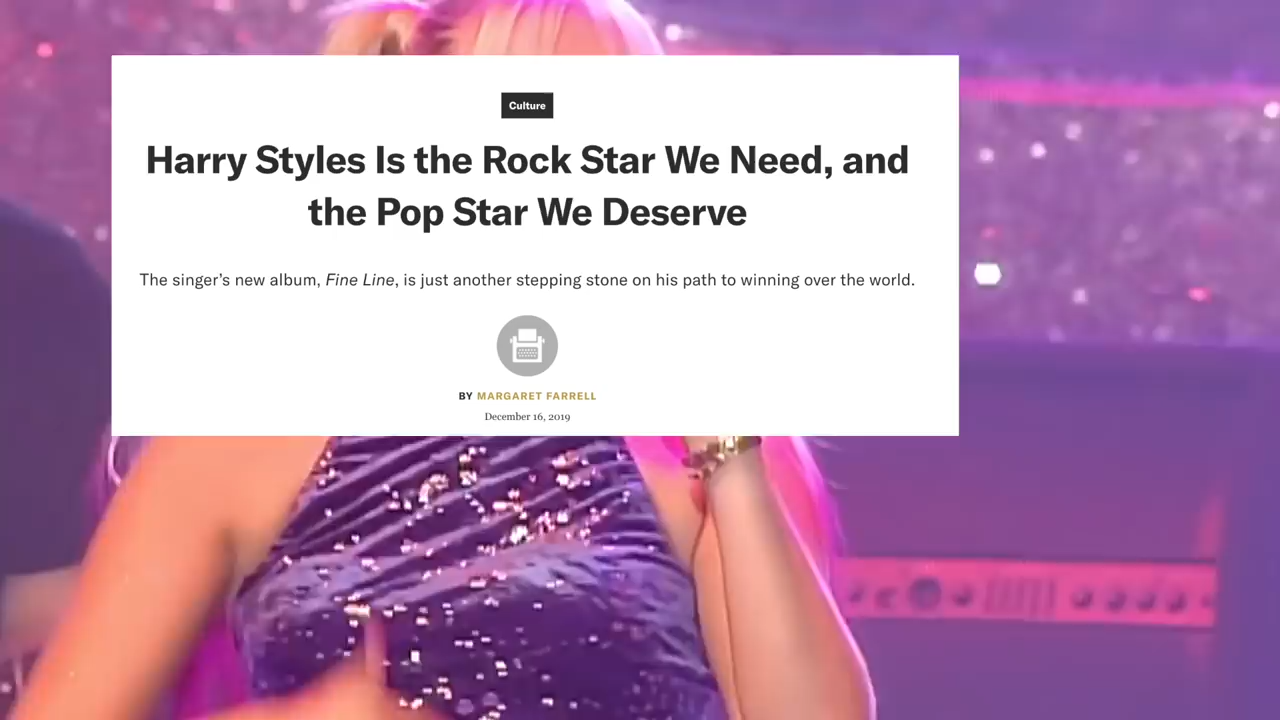 Culture
Harry Styles Is the Rock Star We Need, and
the Pop Star We Deserve
The singer’s new album, Fine Line, is just another stepping stone on his path to winning over the world.
BY MARGARET FARRELL
December 16, 2019